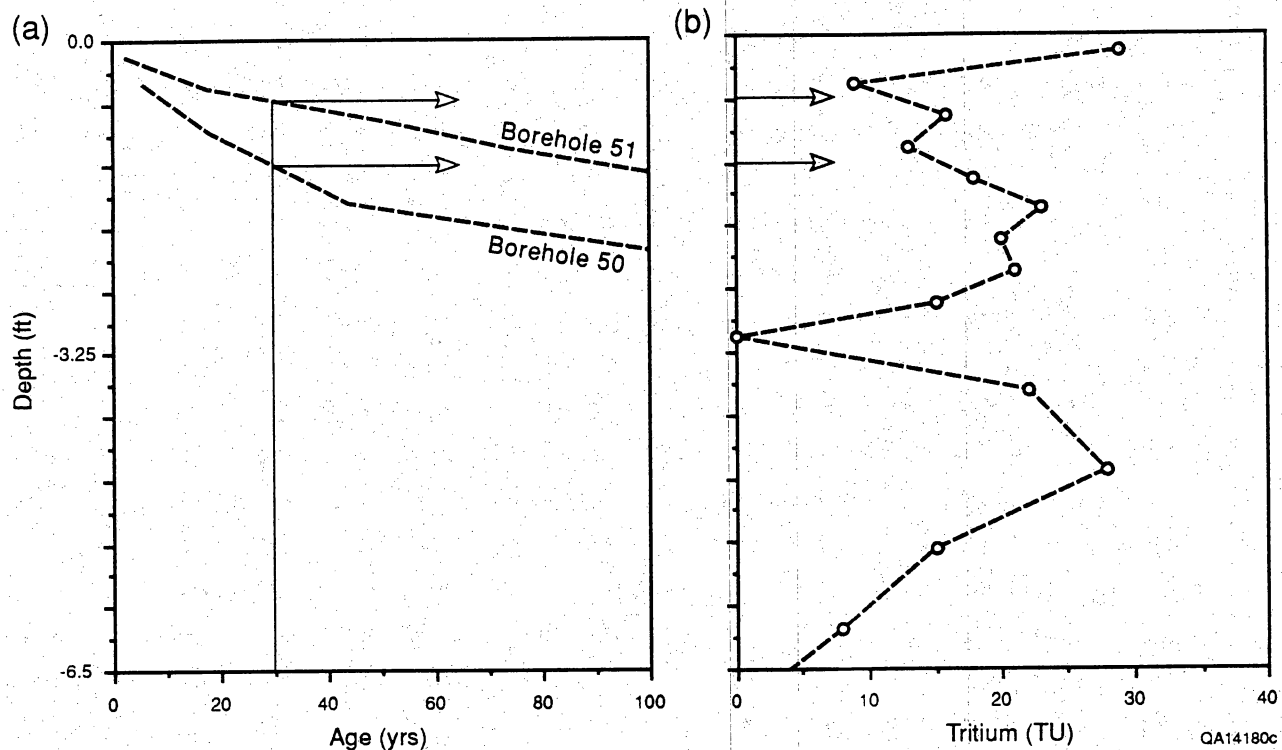 (a)
0.0
-3.25
-6.5
Depth (ft)
Borehole 51
Borehole 50
0 20 40 60 80 100
Age (yrs)
(b)
0 10 20 30 40
Tritium (TU)
QA14180c